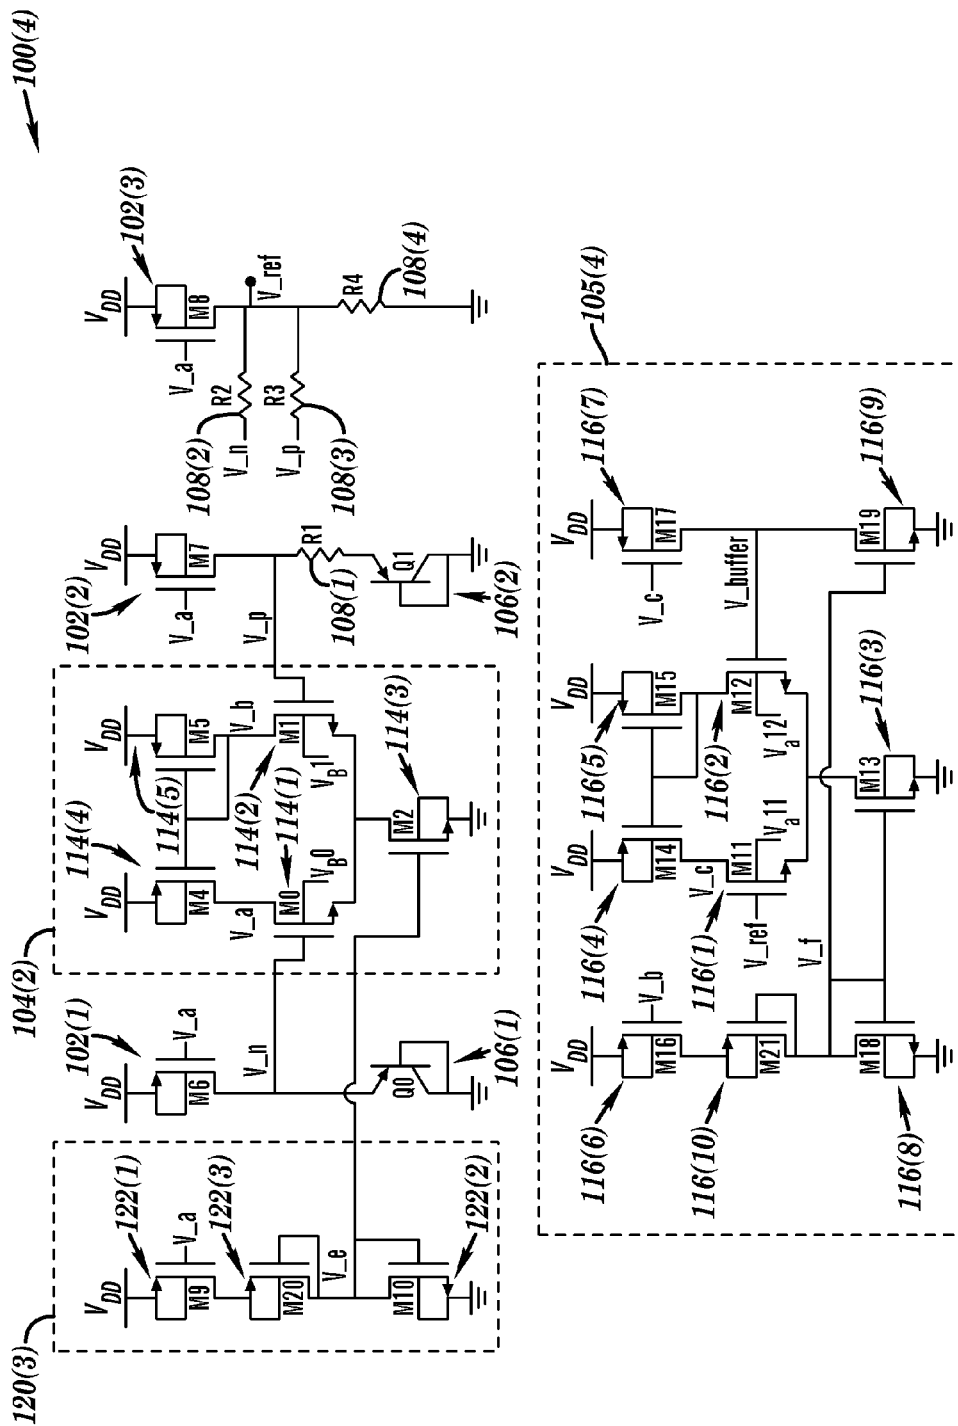 100(4)
120(3)
122(1)
V_DD
M9
V_a
122(3)
M20
V_e
M10
122(2)
102(1)
V_DD
M6
V_a
V_n
Q0
106(1)
104(2)
114(4)
V_DD
M4
V_a
M0
V_B0
114(1)
114(5)
V_DD
M5
V_b
114(2)
M1
V_B1
M2
114(3)
102(2)
V_DD
M7
V_a
V_p
R1
108(1)
Q1
106(2)
102(3)
V_DD
M8
V_a
V_ref
R2
108(2)
V_n
R3
V_p
108(3)
R4
108(4)
105(4)
116(6)
V_DD
M16
V_b
116(10)
M21
V_f
M18
116(8)
116(4)
V_DD
M14
V_c
116(1)
M11
V_ref
V_a11
116(5)
V_DD
M15
116(2)
M12
V_a12
M13
116(3)
116(7)
V_DD
M17
V_c
V_buffer
M19
116(9)